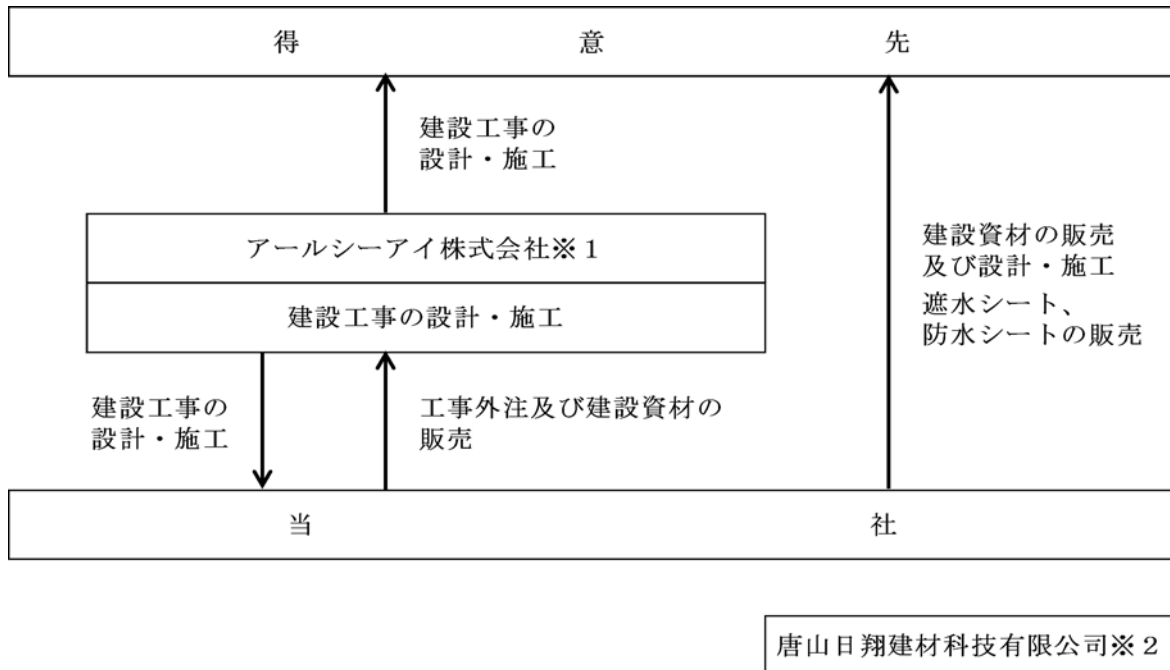 得意先
建設工事の
設計・施工
アールシーアイ株式会社※1
建設工事の設計・施工
建設資材の販売
及び設計・施工
遮水シート、
防水シートの販売
建設工事の
設計・施工
工事外注及び建設資材の
販売
当社
唐山日翔建材科技有限公司※2